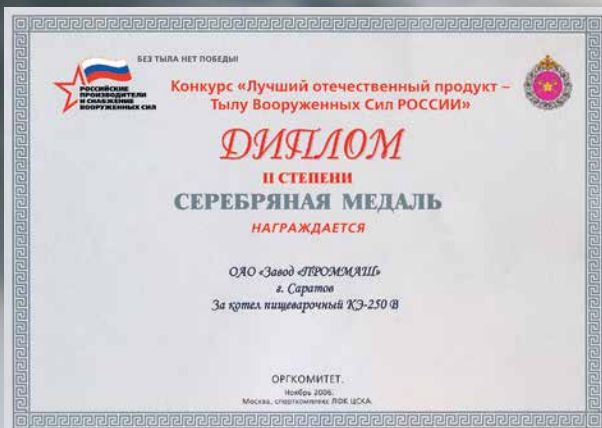 БЕЗ ТЫЛА НЕТ ПОБЕДЫ!
РОССИЙСКИЕ
ПРОИЗВОДИТЕЛИ
И СНАБЖЕНИЕ
ВООРУЖЕННЫХ СИЛ
Конкурс «Лучший отечественный продукт –
Тылу Вооруженных Сил РОССИИ»
ДИПЛОМ
II СТЕПЕНИ
СЕРЕБРЯНАЯ МЕДАЛЬ
НАГРАЖДАЕТСЯ
ОАО «Завод «ПРОММАШ»
г. Саратов
За котел пищеварочный КЭ-250 В
ОРГКОМИТЕТ.
Ноябрь 2006.
Москва, спорткомплекс ЛФК ЦСКА.